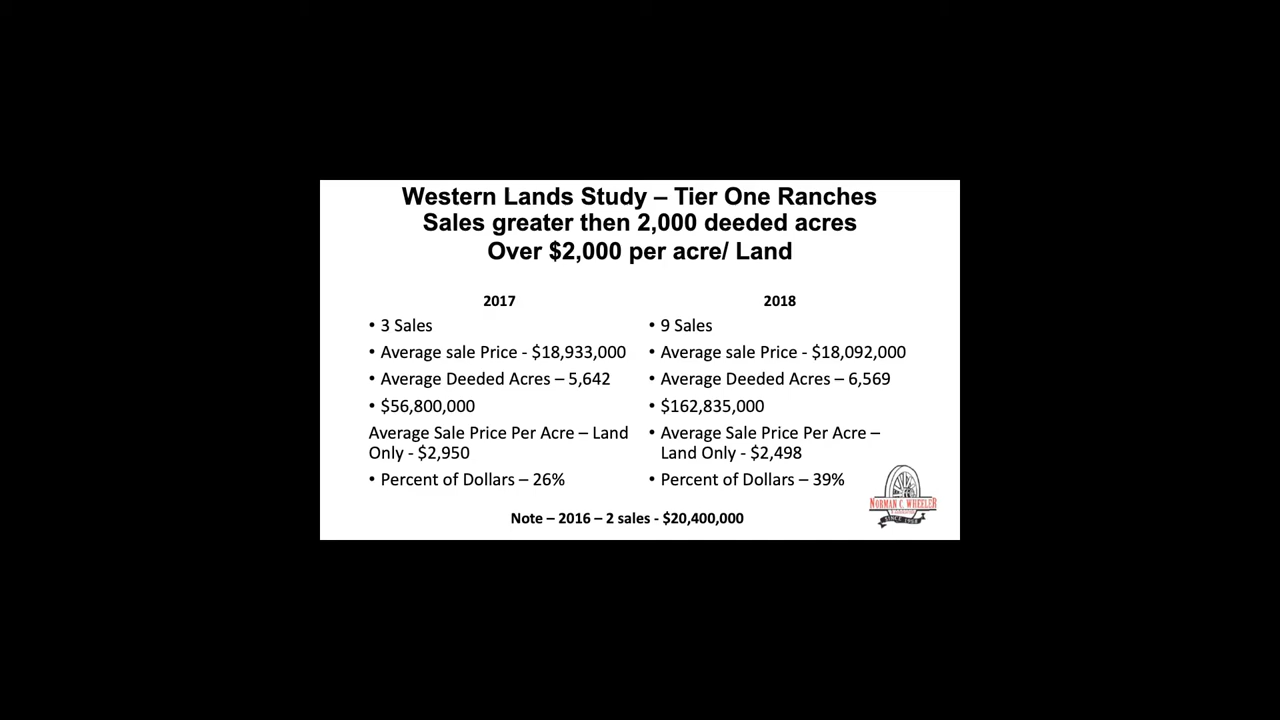 Western Lands Study – Tier One Ranches
Sales greater then 2,000 deeded acres
Over $2,000 per acre/ Land
2017
• 3 Sales
• Average sale Price - $18,933,000
• Average Deeded Acres – 5,642
• $56,800,000
Average Sale Price Per Acre – Land
Only - $2,950
• Percent of Dollars – 26%
2018
• 9 Sales
• Average sale Price - $18,092,000
• Average Deeded Acres – 6,569
• $162,835,000
• Average Sale Price Per Acre –
Land Only - $2,498
• Percent of Dollars – 39%
Note – 2016 – 2 sales - $20,400,000
NORMAN C. WHEELER
SINCE 1958